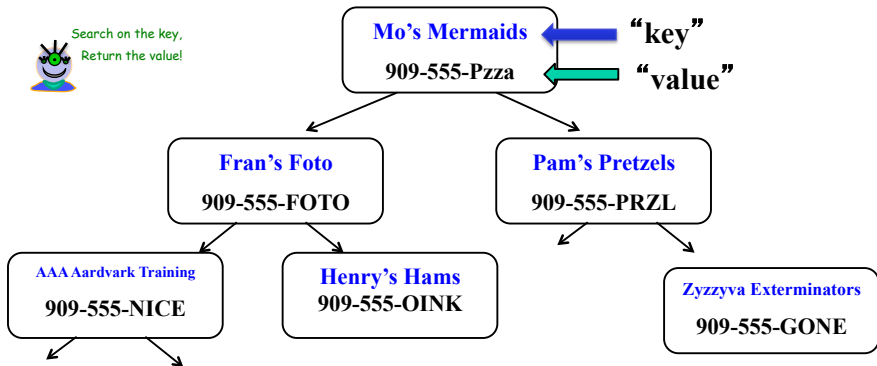 Search on the key,
Return the value!
Mo’s Mermaids
909-555-Pzza
“key”
“value”
Fran’s Foto
909-555-FOTO
Pam’s Pretzels
909-555-PRZL
AAA Aardvark Training
909-555-NICE
Henry’s Hams
909-555-OINK
Zyzzyva Exterminators
909-555-GONE